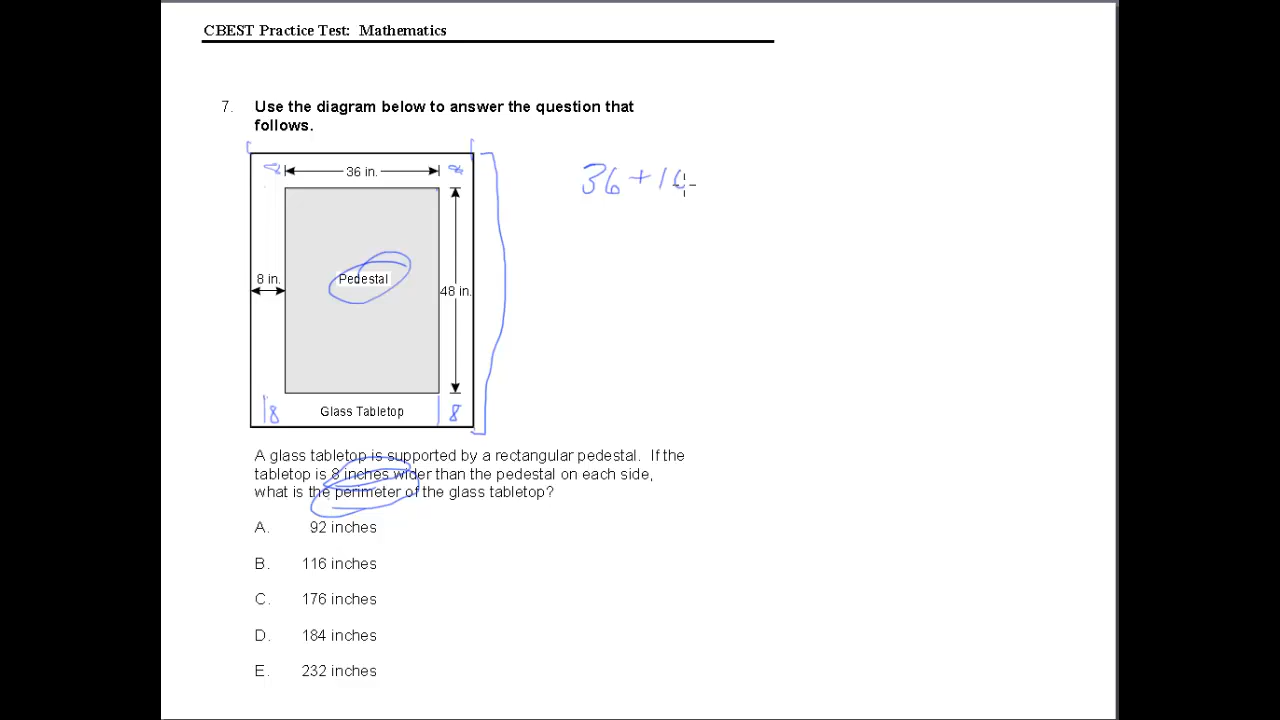 CBEST Practice Test: Mathematics
7. Use the diagram below to answer the question that
follows.
8 36 in. 8
36 + 1
8 in. Pedestal 48 in.
8 Glass Tabletop 8
A glass tabletop is supported by a rectangular pedestal. If the
tabletop is 8 inches wider than the pedestal on each side,
what is the perimeter of the glass tabletop?
A. 92 inches
B. 116 inches
C. 176 inches
D. 184 inches
E. 232 inches